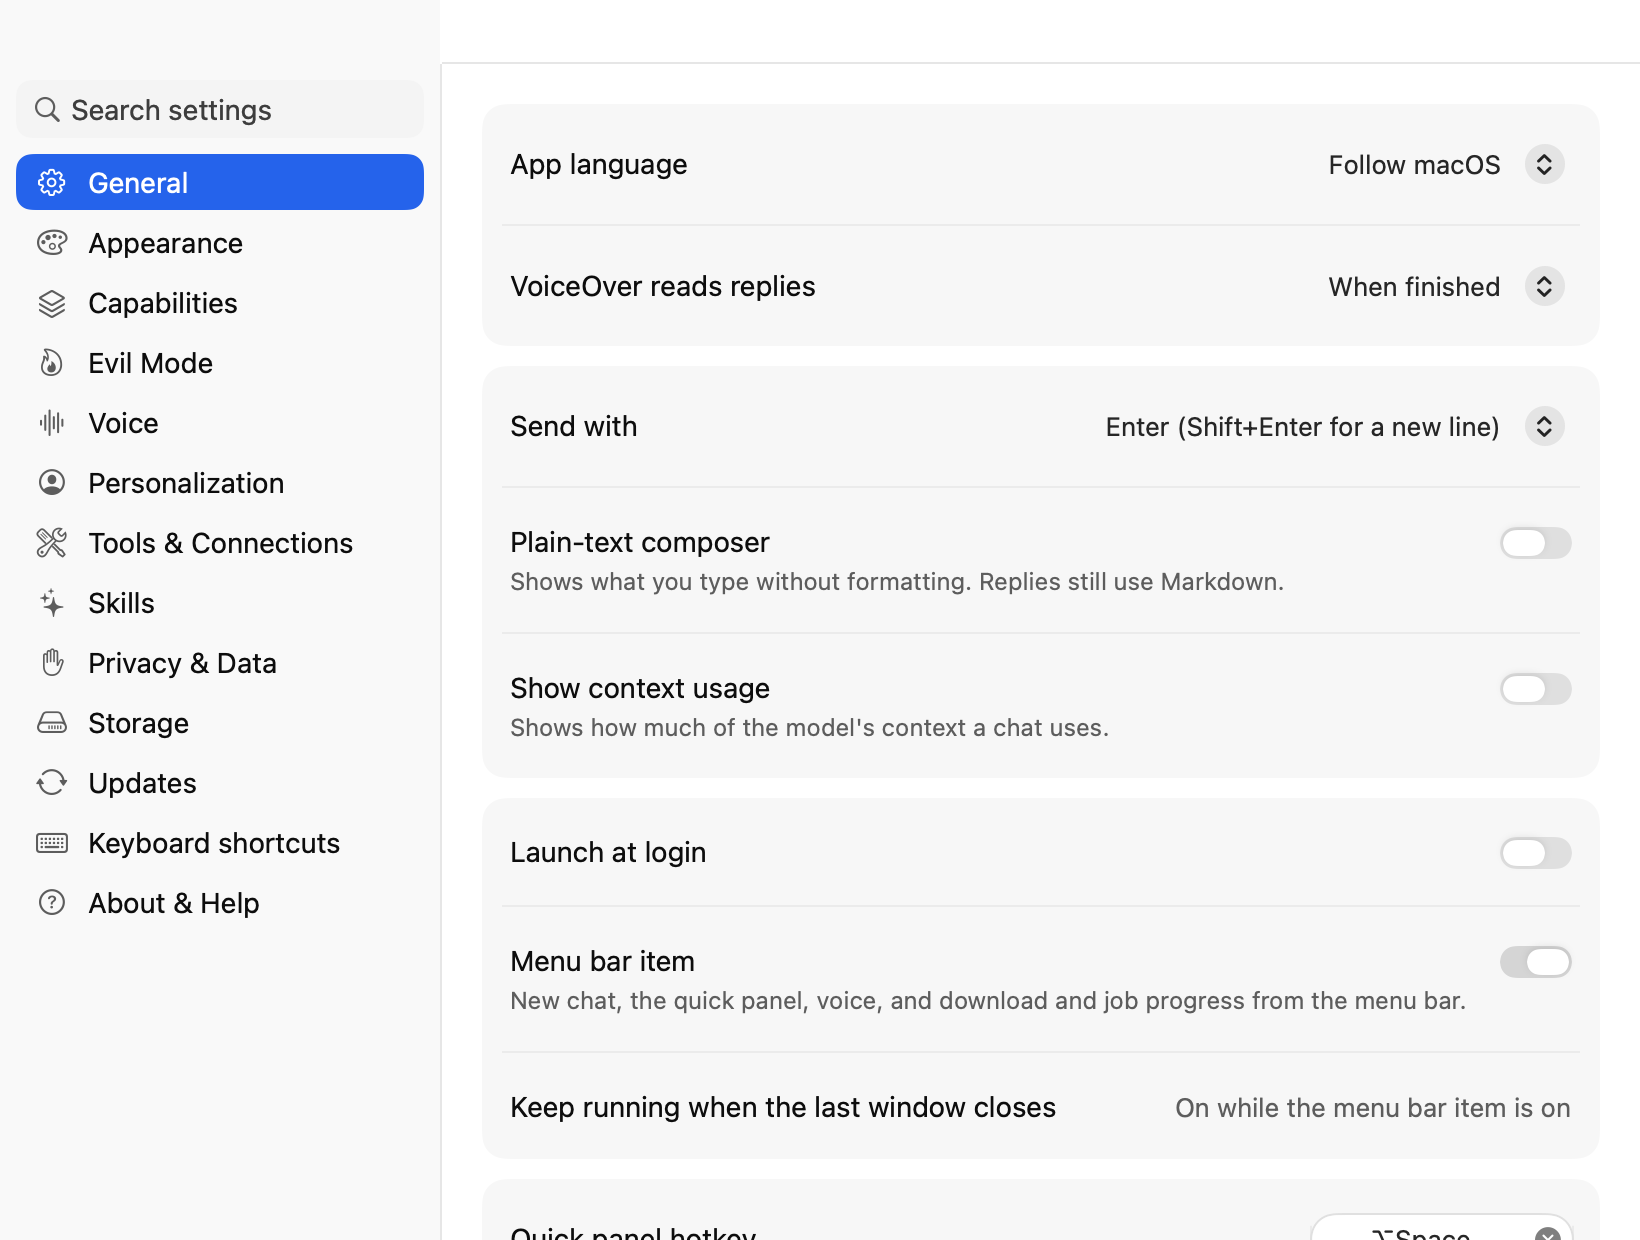 Search settings
General
Appearance
Capabilities
Evil Mode
Voice
Personalization
Tools & Connections
Skills
Privacy & Data
Storage
Updates
Keyboard shortcuts
About & Help
App language
Follow macOS
VoiceOver reads replies
When finished
Send with
Enter (Shift+Enter for a new line)
Plain-text composer
Shows what you type without formatting. Replies still use Markdown.
Show context usage
Shows how much of the model's context a chat uses.
Launch at login
Menu bar item
New chat, the quick panel, voice, and download and job progress from the menu bar.
Keep running when the last window closes
On while the menu bar item is on
Quick panel hotkey
⌥Space